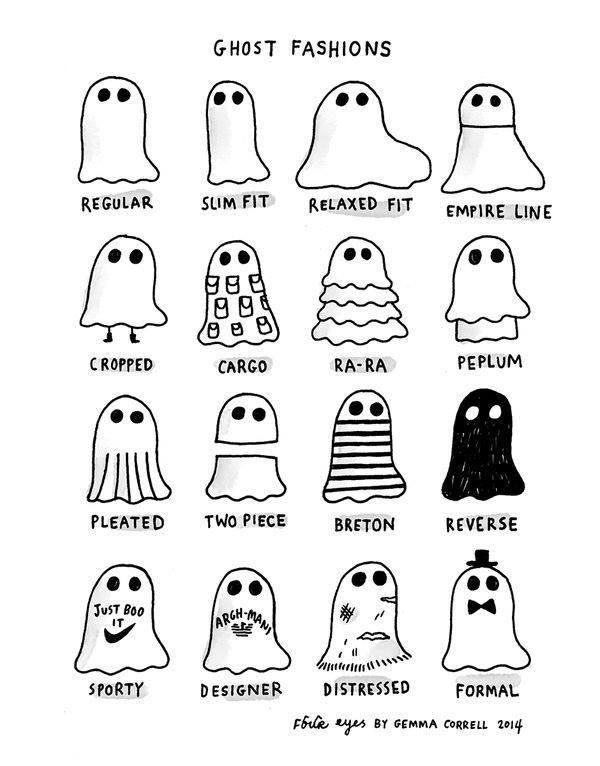 GHOST FASHIONS
REGULAR
SLIM FIT
RELAXED FIT
EMPIRE LINE
CROPPED
CARGO
RA-RA
PEPLUM
PLEATED
TWO PIECE
BRETON
REVERSE
JUST BOO
IT
ARGH-MANI
SPORTY
DESIGNER
DISTRESSED
FORMAL
eyes BY GEMMA CORRELL 2014